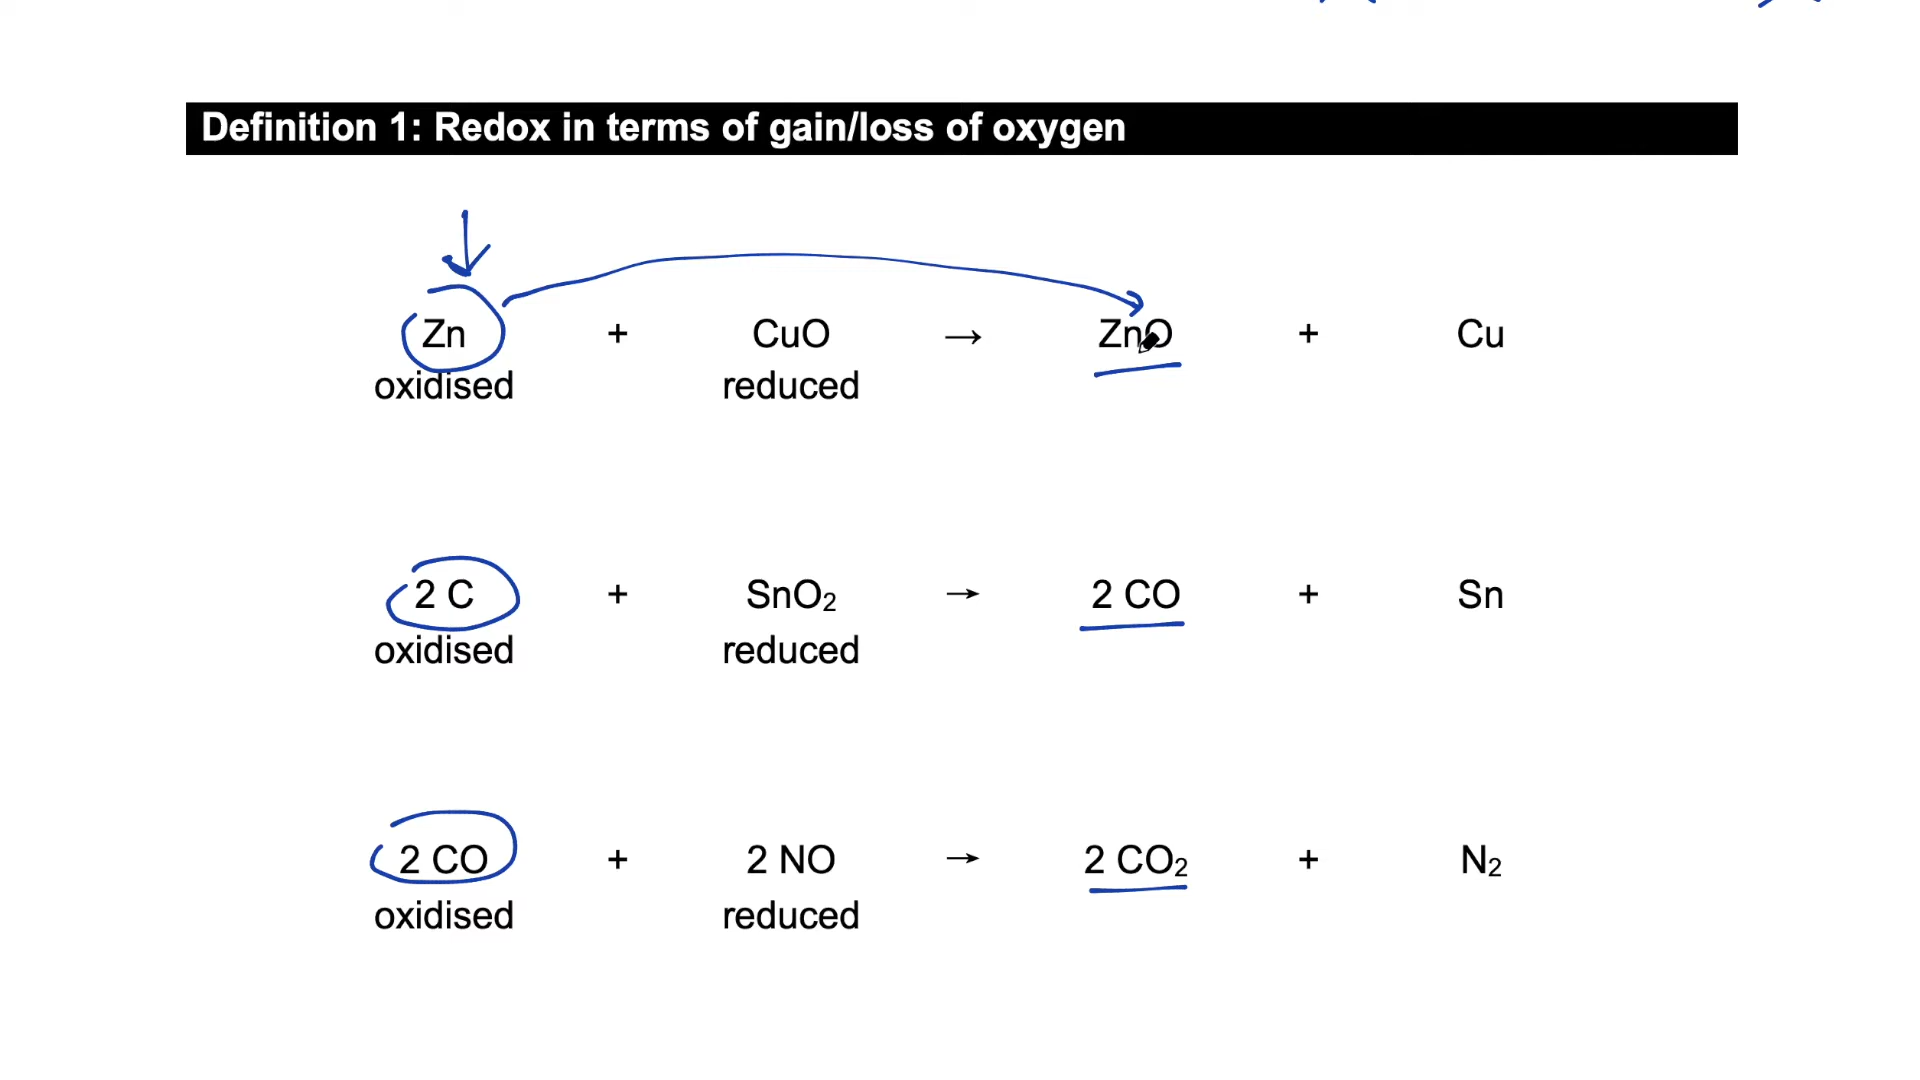 Definition 1: Redox in terms of gain/loss of oxygen
Zn + CuO → ZnO + Cu
oxidised reduced
2 C + SnO₂ → 2 CO + Sn
oxidised reduced
2 CO + 2 NO → 2 CO₂ + N₂
oxidised reduced